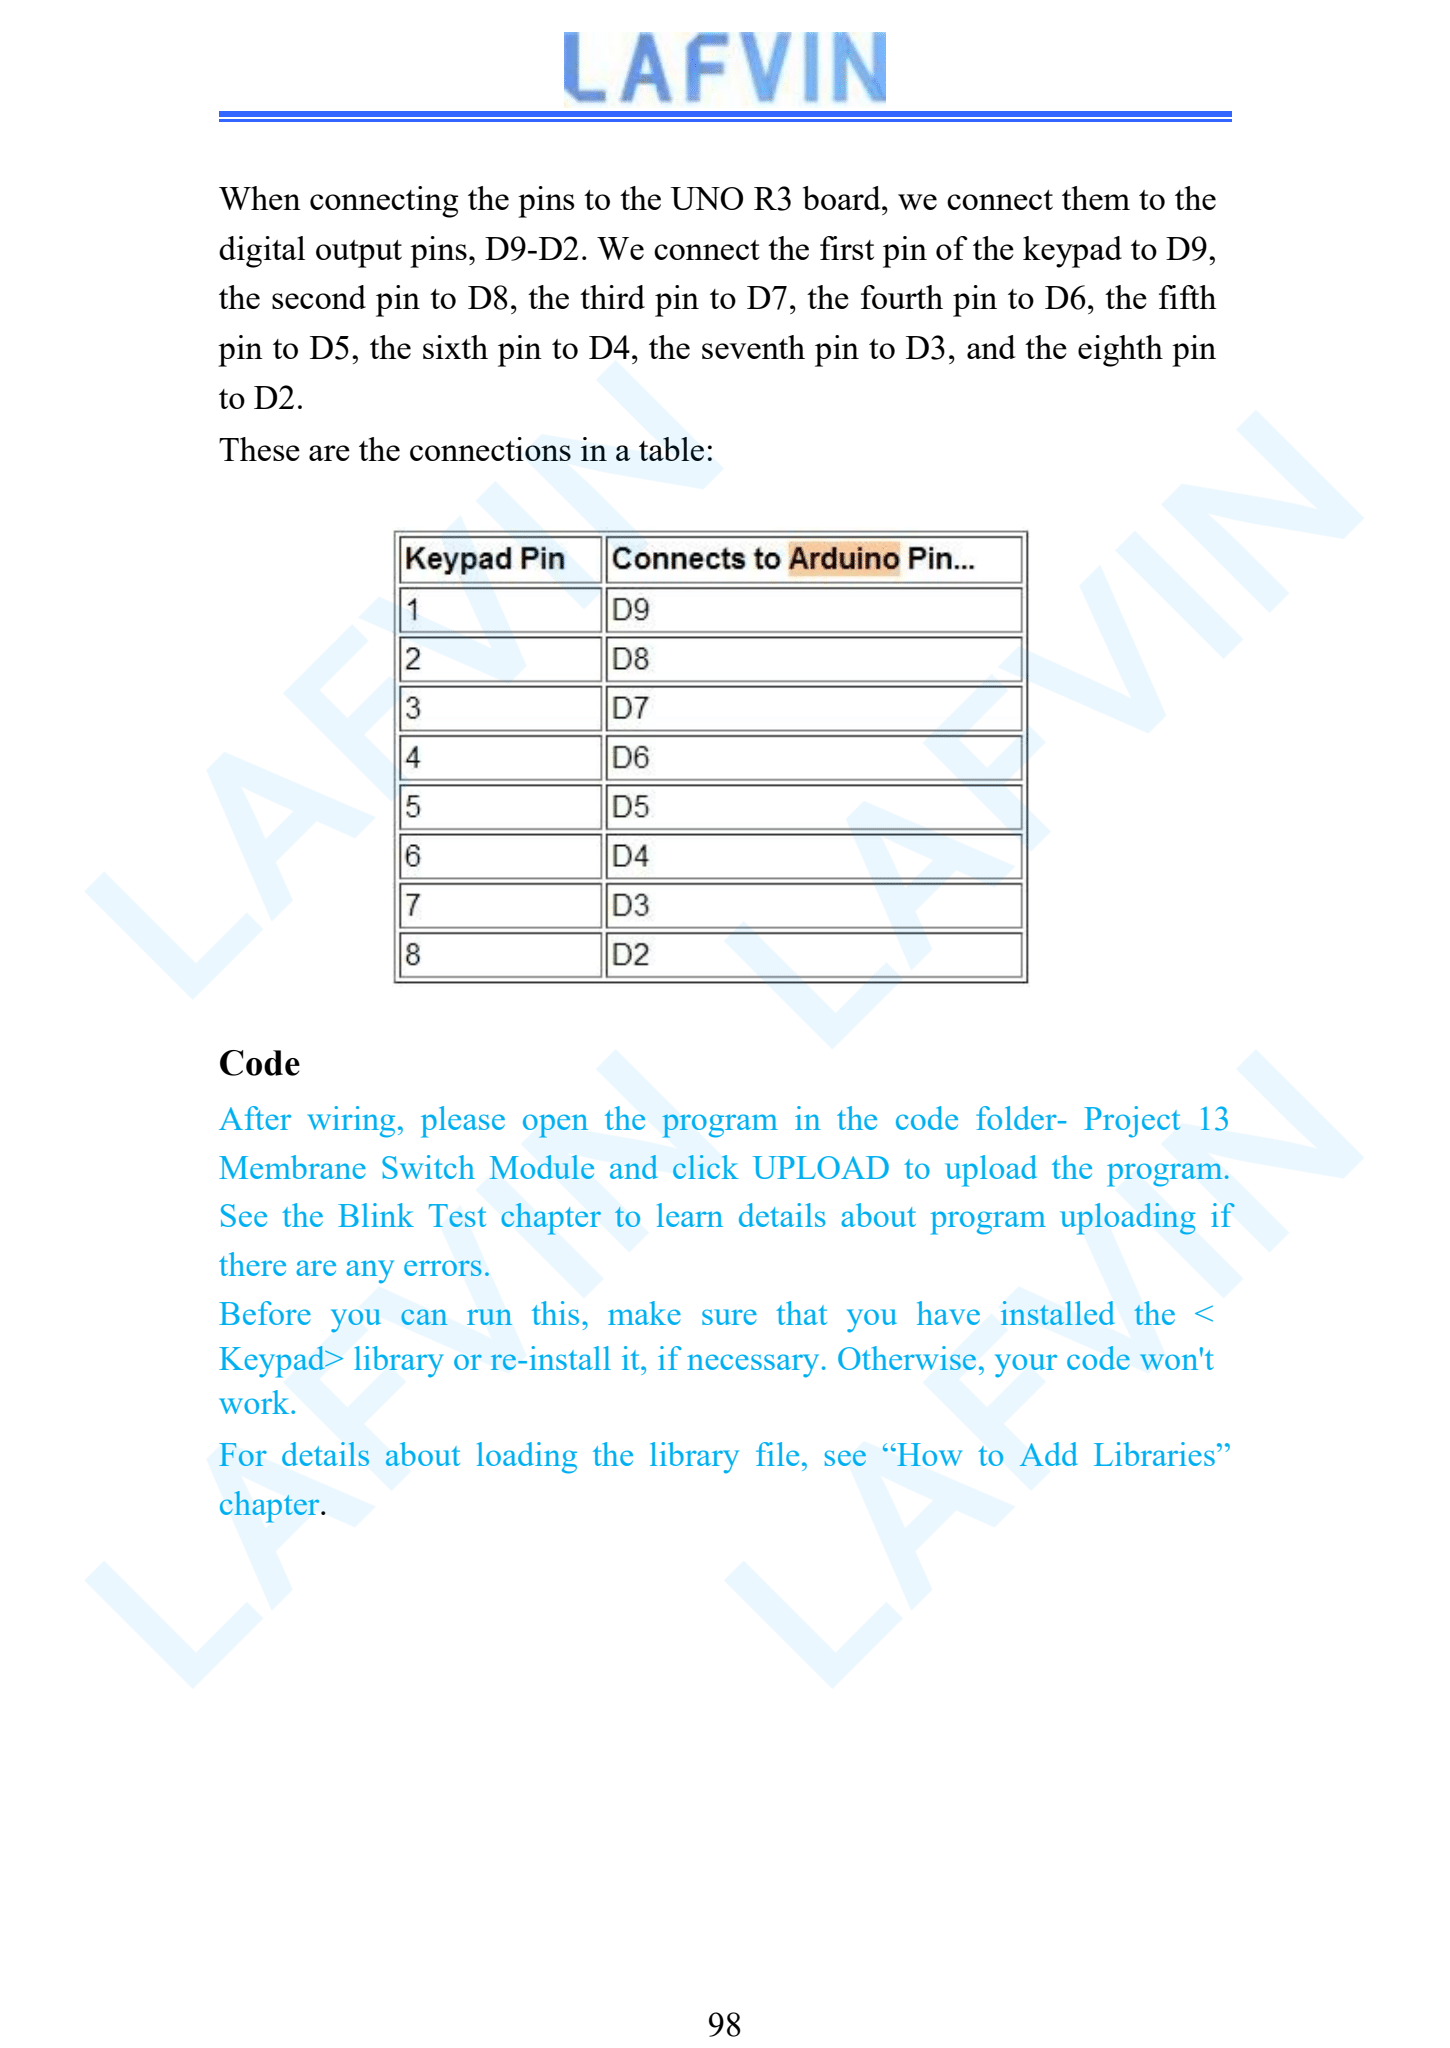 LAFVIN
When connecting the pins to the UNO R3 board, we connect them to the
digital output pins, D9-D2. We connect the first pin of the keypad to D9,
the second pin to D8, the third pin to D7, the fourth pin to D6, the fifth
pin to D5, the sixth pin to D4, the seventh pin to D3, and the eighth pin
to D2.
These are the connections in a table:
Keypad Pin Connects to Arduino Pin...
1 D9
2 D8
3 D7
4 D6
5 D5
6 D4
7 D3
8 D2
Code
After wiring, please open the program in the code folder- Project 13
Membrane Switch Module and click UPLOAD to upload the program.
See the Blink Test chapter to learn details about program uploading if
there are any errors.
Before you can run this, make sure that you have installed the <
Keypad> library or re-install it, if necessary. Otherwise, your code won't
work.
For details about loading the library file, see “How to Add Libraries”
chapter.
LAFVIN
LAFVIN
LAFVIN
LAFVIN
98